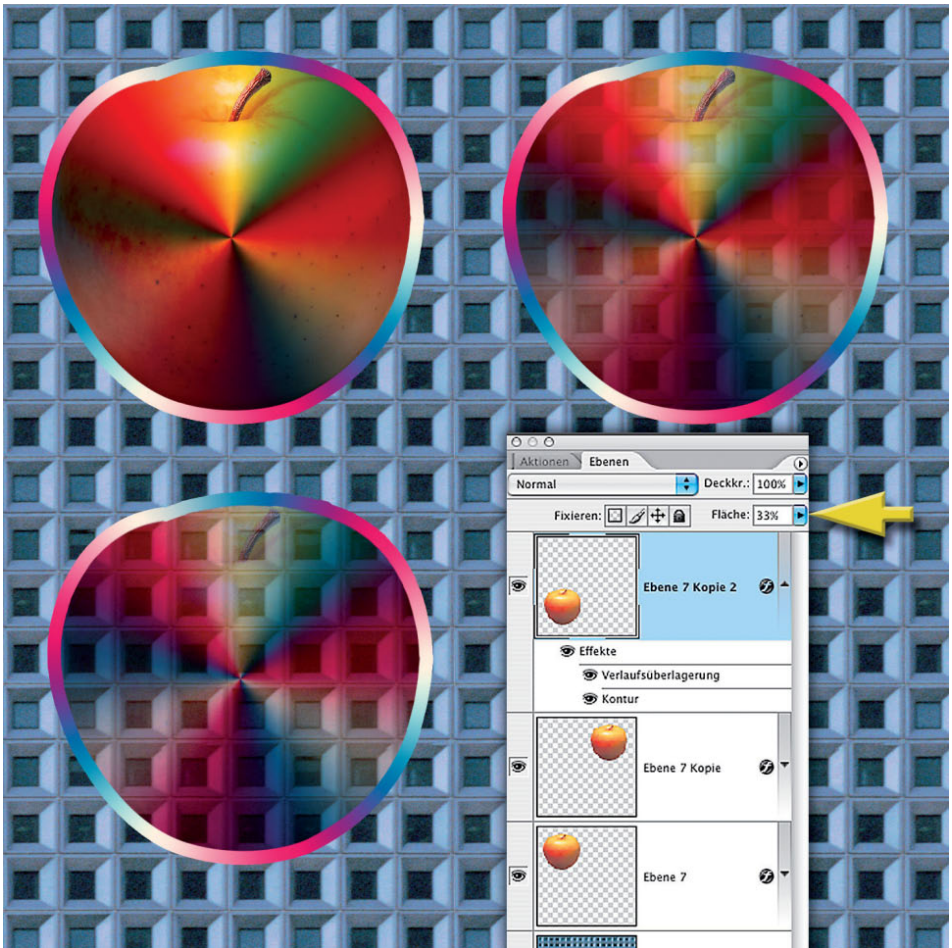 Aktionen Ebenen
Normal Deckkr.: 100%
Fixieren: Fläche: 33%
Ebene 7 Kopie 2
Effekte
Verlaufsüberlagerung
Kontur
Ebene 7 Kopie
Ebene 7